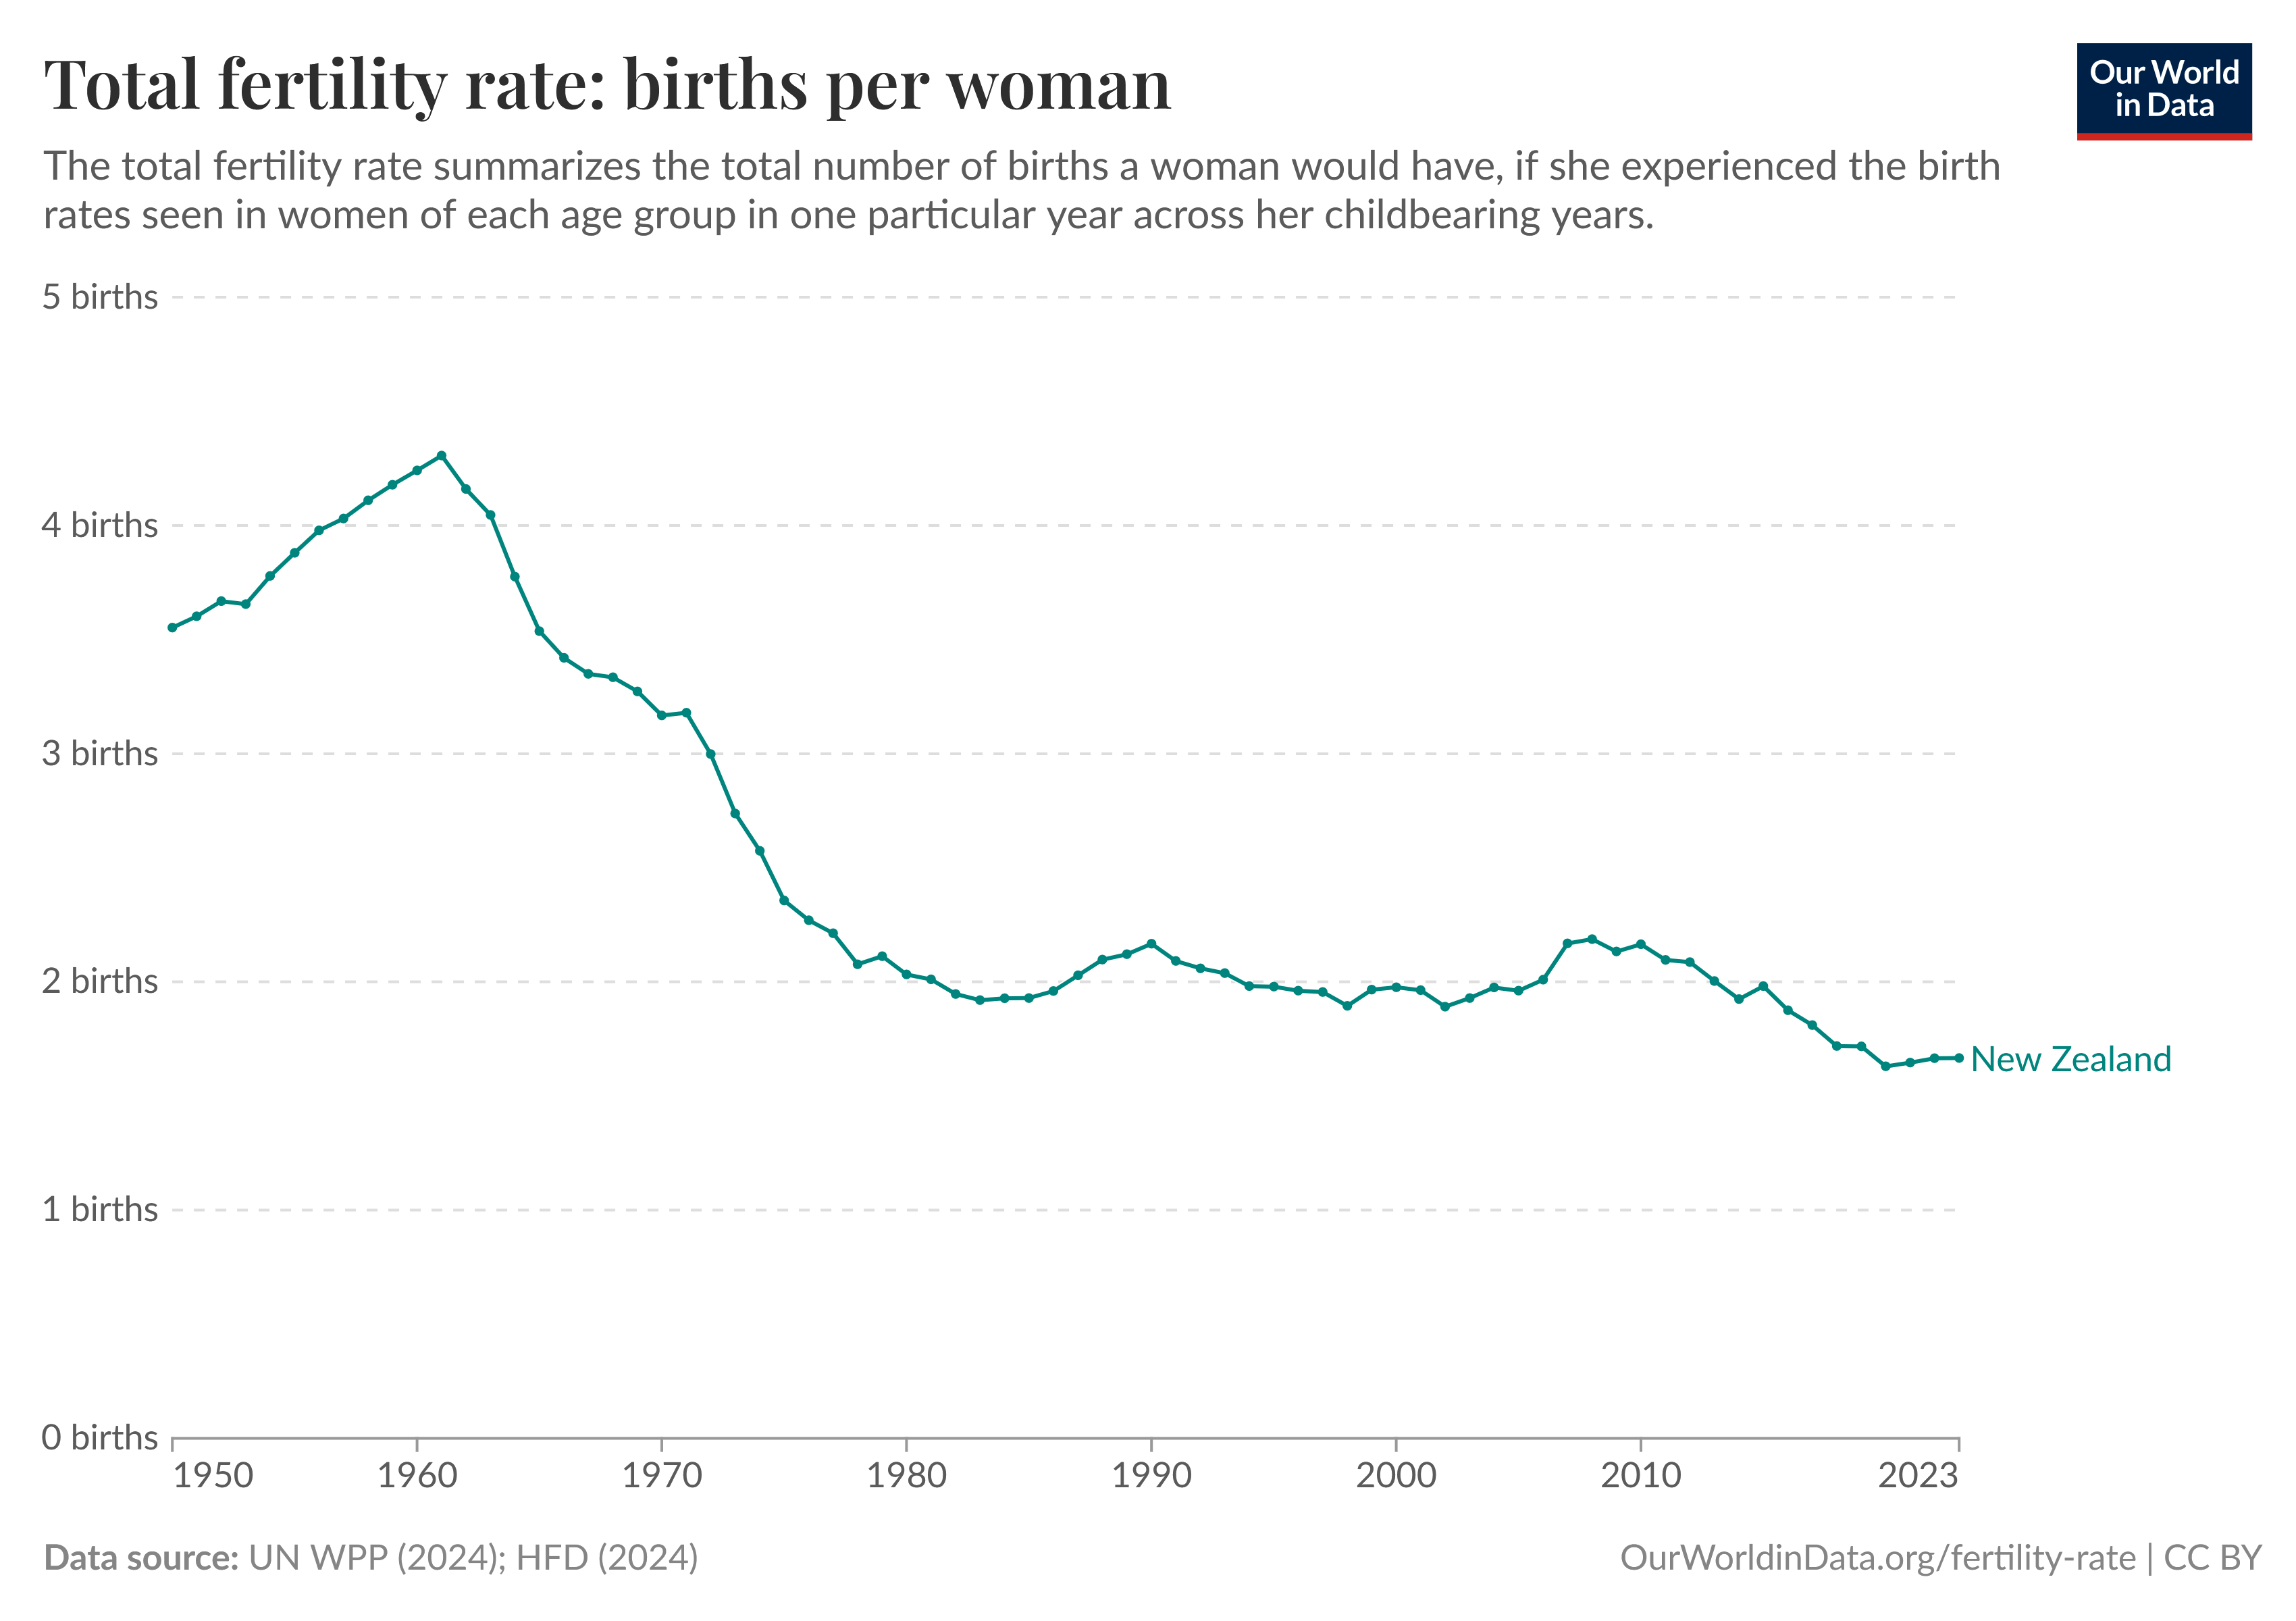 Total fertility rate: births per woman
Our World
in Data
The total fertility rate summarizes the total number of births a woman would have, if she experienced the birth
rates seen in women of each age group in one particular year across her childbearing years.
5 births
4 births
3 births
2 births
New Zealand
1 births
0 births
1950 1960 1970 1980 1990 2000 2010 2023
Data source: UN WPP (2024); HFD (2024)
OurWorldinData.org/fertility-rate | CC BY